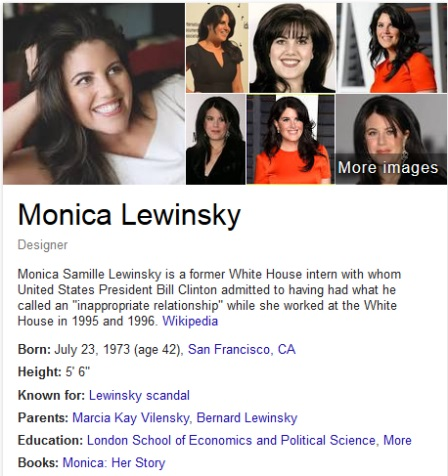 More images
Monica Lewinsky
Designer
Monica Samille Lewinsky is a former White House intern with whom
United States President Bill Clinton admitted to having had what he
called an "inappropriate relationship" while she worked at the White
House in 1995 and 1996. Wikipedia
Born: July 23, 1973 (age 42), San Francisco, CA
Height: 5' 6"
Known for: Lewinsky scandal
Parents: Marcia Kay Vilensky, Bernard Lewinsky
Education: London School of Economics and Political Science, More
Books: Monica: Her Story